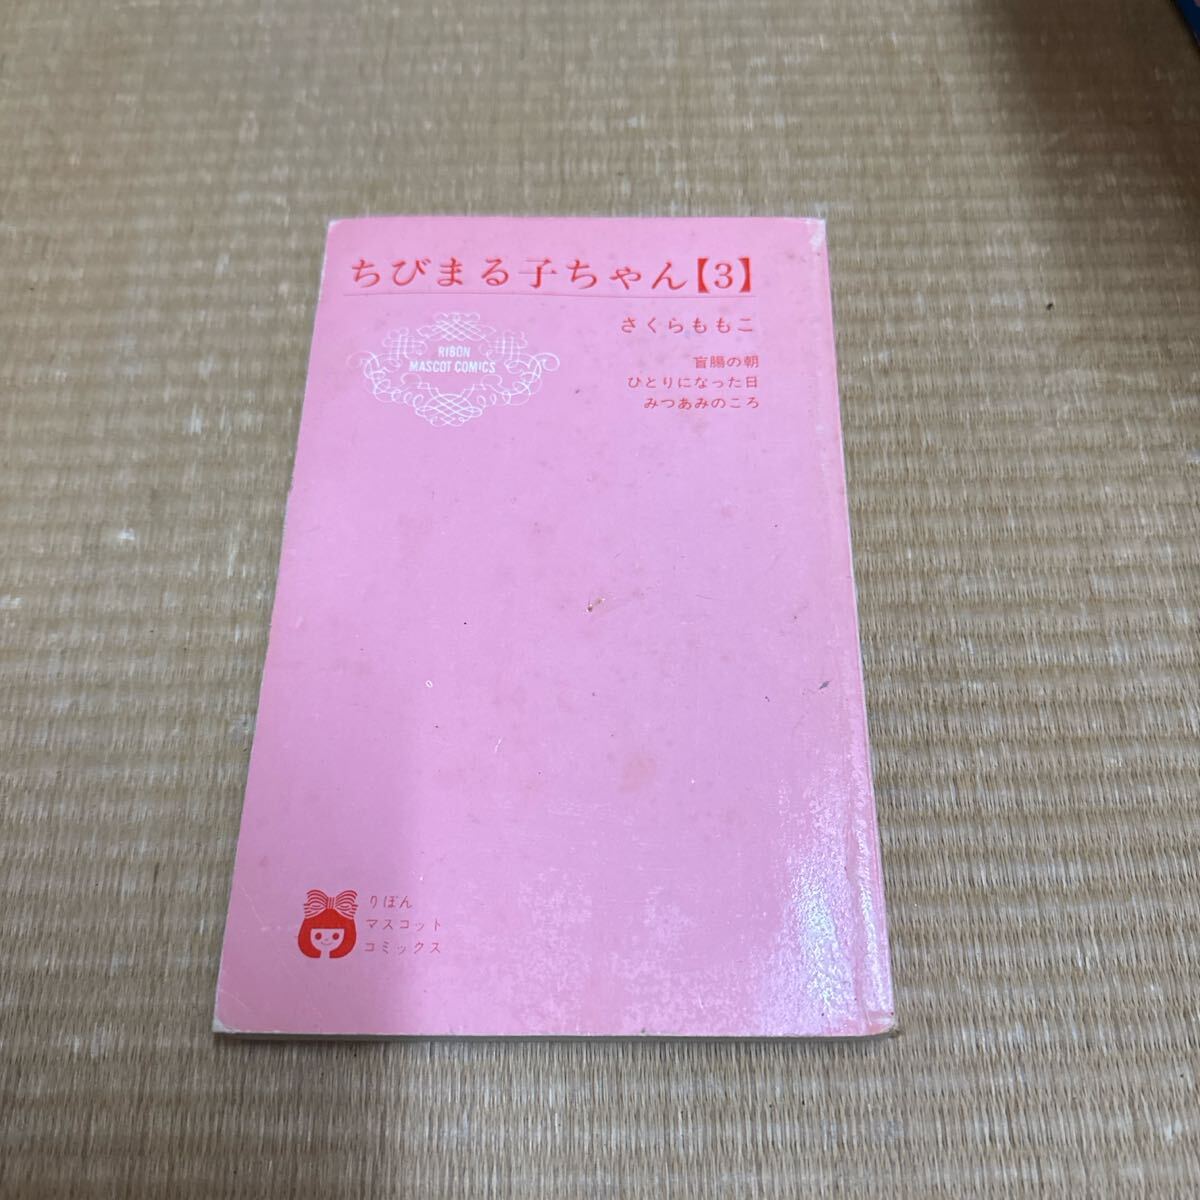 ちびまる子ちゃん【3】
さくらももこ
RIBON
MASCOT COMICS
盲腸の朝
ひとりになった日
みつあみのころ
りぼん
マスコット
コミックス